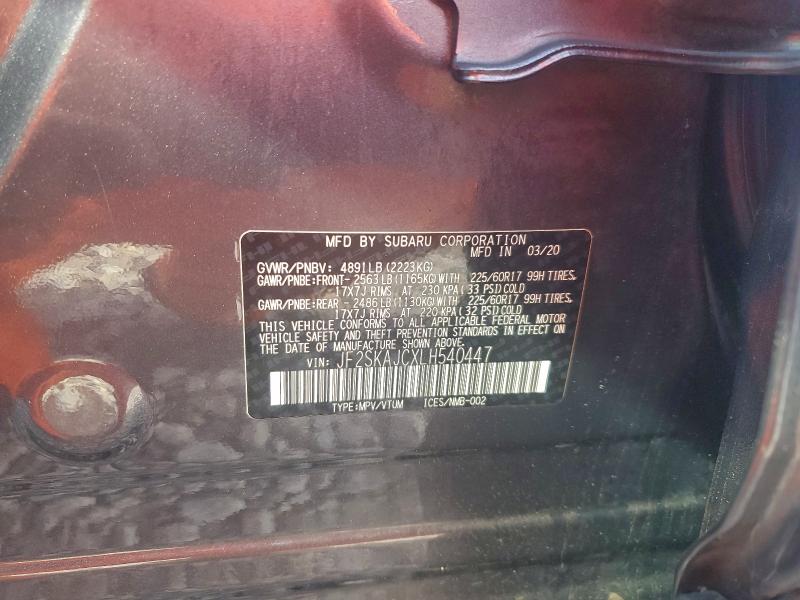 MFD BY SUBARU CORPORATION
MFD IN 03/20
GVWR/PNBV: 4891LB(2223KG)
GAWR/PNBE:FRONT- 2563LB(1165KG)WITH 225/60R17 99H TIRES,
17X7J RIMS AT 230 KPA(33 PSI)COLD
GAWR/PNBE:REAR - 2486LB(1130KG)WITH 225/60R17 99H TIRES,
17X7J RIMS AT 220 KPA(32 PSI)COLD
THIS VEHICLE CONFORMS TO ALL APPLICABLE FEDERAL MOTOR
VEHICLE SAFETY AND THEFT PREVENTION STANDARDS IN EFFECT ON
THE DATE OF MANUFACTURE SHOWN ABOVE.
VIN: JF2SKAJCXLH540447
TYPE:MPV/VTUM ICES/NMB-002